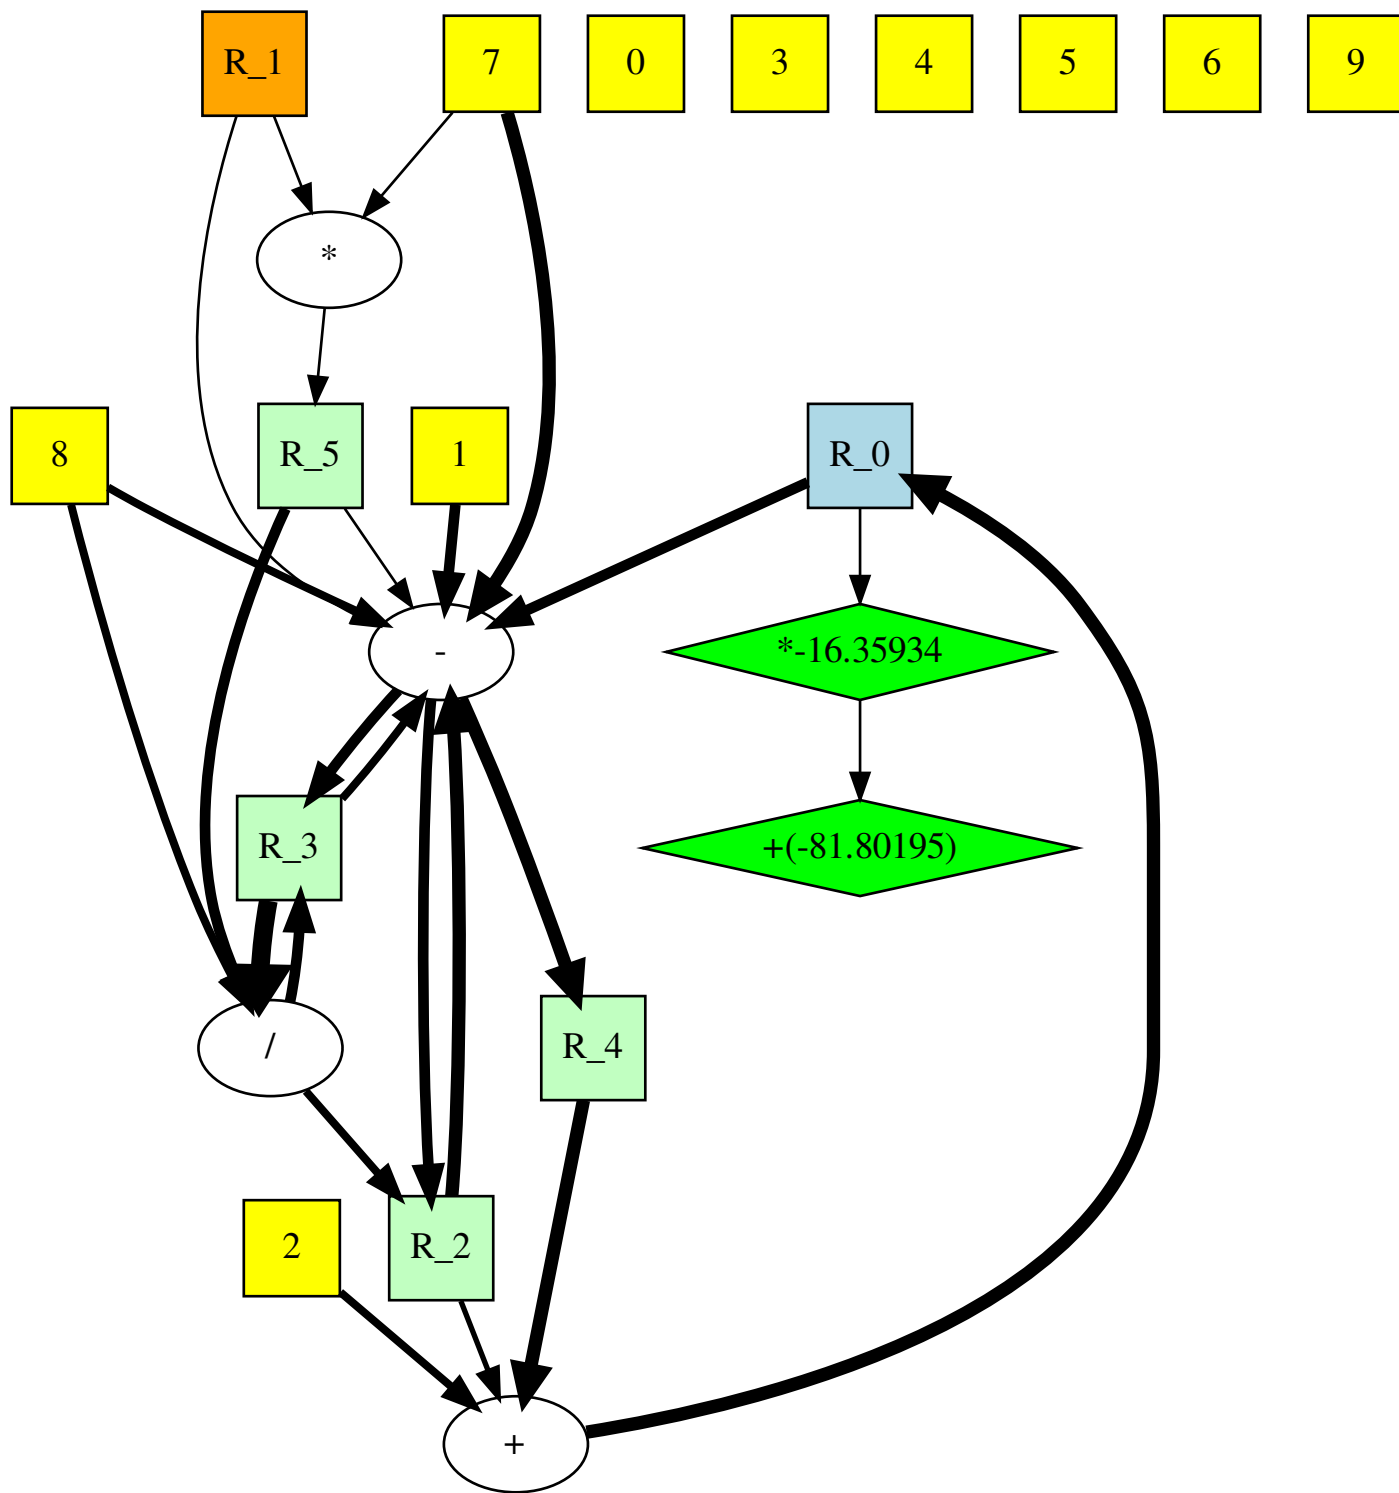 R_1 7 0 3 4 5 6 9
*
8 R_5 1 R_0
- *-16.35934
R_3 +(-81.80195)
/ R_4
2 R_2
+